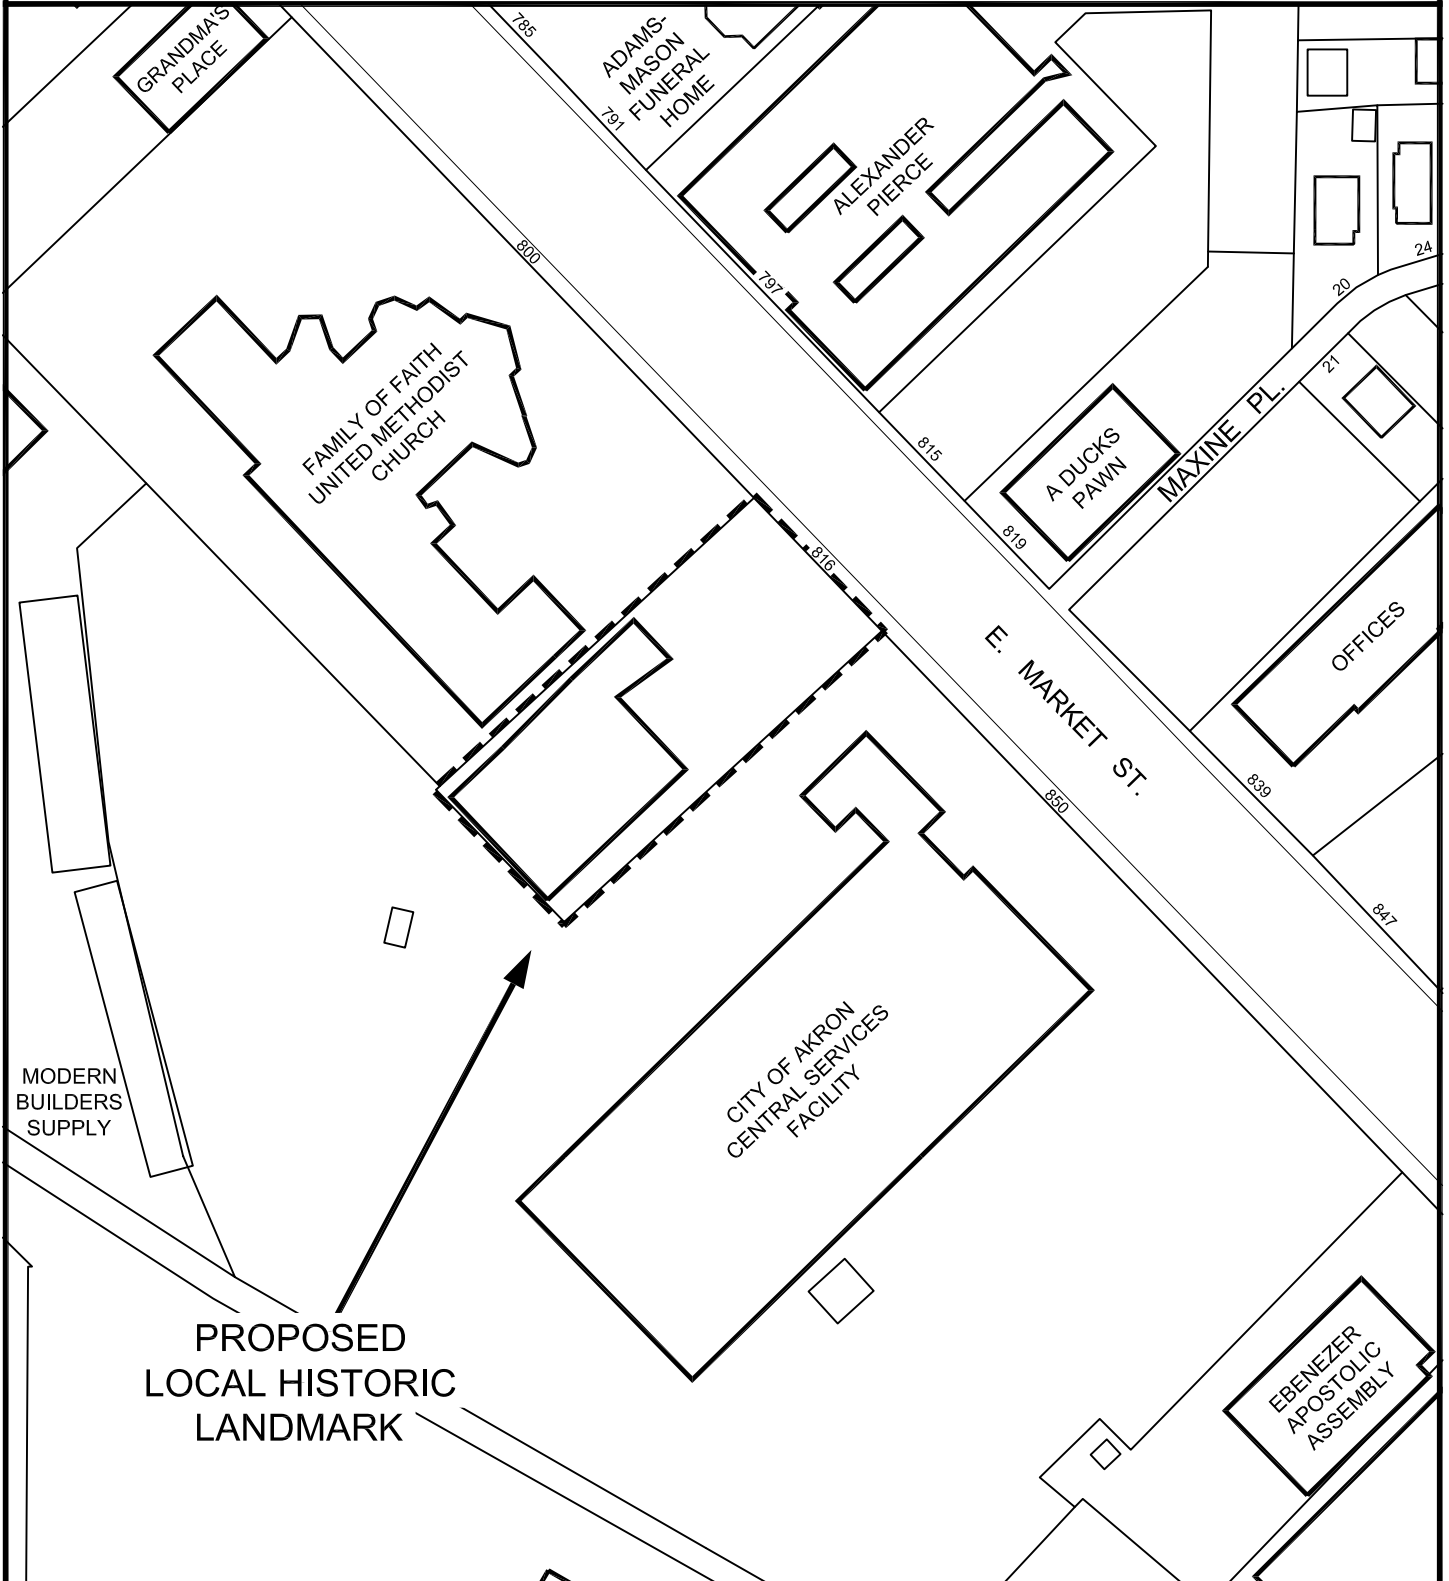 GRANDMA'S
PLACE
785
ADAMS-
MASON
FUNERAL
HOME
791
ALEXANDER
PIERCE
800
797
24
20
21
FAMILY OF FAITH
UNITED METHODIST
CHURCH
815
A DUCKS
PAWN
MAXINE PL.
819
816
OFFICES
E. MARKET ST.
839
850
847
CITY OF AKRON
CENTRAL SERVICES
FACILITY
MODERN
BUILDERS
SUPPLY
PROPOSED
LOCAL HISTORIC
LANDMARK
EBENEZER
APOSTOLIC
ASSEMBLY